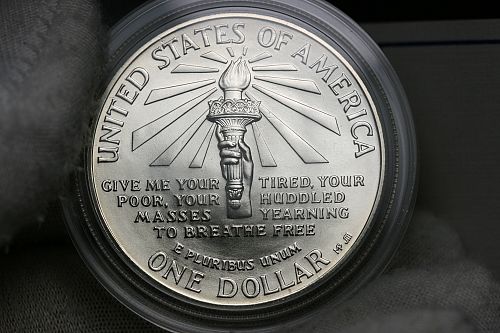 UNITED STATES OF AMERICA
GIVE ME YOUR TIRED, YOUR
POOR, YOUR HUDDLED
MASSES YEARNING
TO BREATHE FREE
E PLURIBUS UNUM
ONE DOLLAR